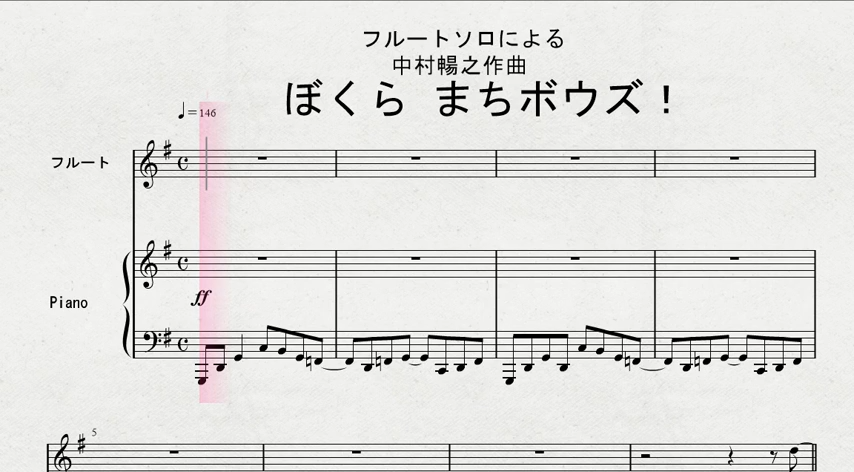 フルートソロによる
中村暢之作曲
ぼくら まちボウズ！
♩=146
フルート
ff
Piano
5